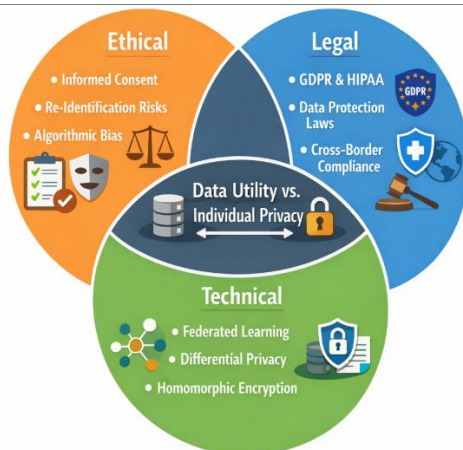 Ethical
• Informed Consent
• Re-Identification Risks
• Algorithmic Bias
Legal
• GDPR & HIPAA
• Data Protection
Laws
• Cross-Border
Compliance
GDPR
Data Utility vs.
Individual Privacy
Technical
• Federated Learning
• Differential Privacy
• Homomorphic Encryption